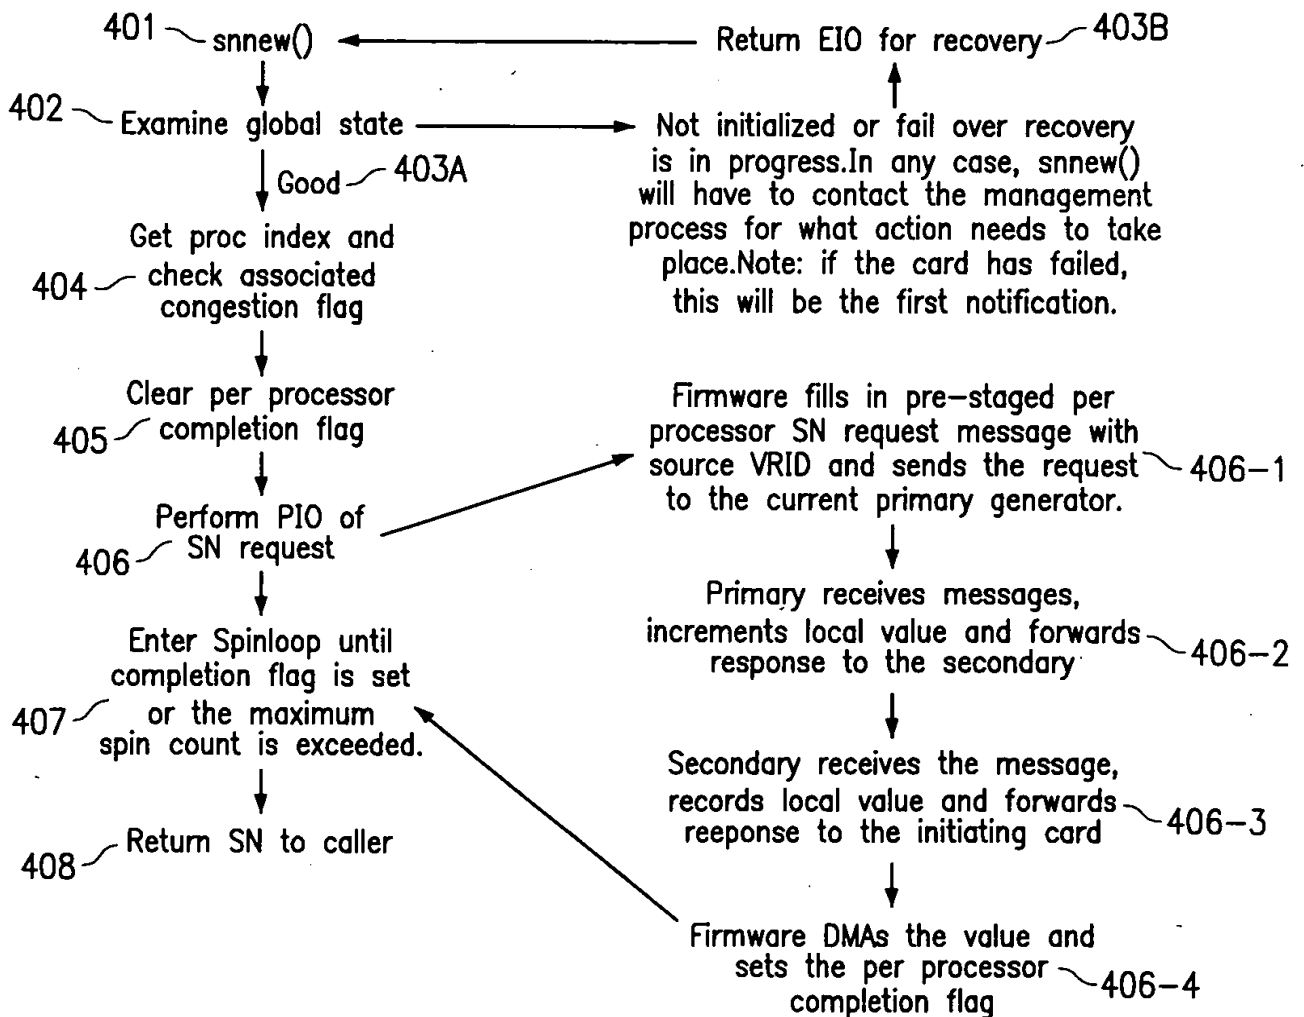 401
snnew()
Return EIO for recovery
403B
402
Examine global state
Not initialized or fail over recovery
is in progress.In any case, snnew()
will have to contact the management
process for what action needs to take
place.Note: if the card has failed,
this will be the first notification.
Good
403A
Get proc index and
check associated
congestion flag
404
Clear per processor
completion flag
405
Perform PIO of
SN request
406
Firmware fills in pre-staged per
processor SN request message with
source VRID and sends the request
to the current primary generator.
406-1
Primary receives messages,
increments local value and forwards
response to the secondary
406-2
Enter Spinloop until
completion flag is set
or the maximum
spin count is exceeded.
407
Secondary receives the message,
records local value and forwards
reeponse to the initiating card
406-3
Return SN to caller
408
Firmware DMAs the value and
sets the per processor
completion flag
406-4